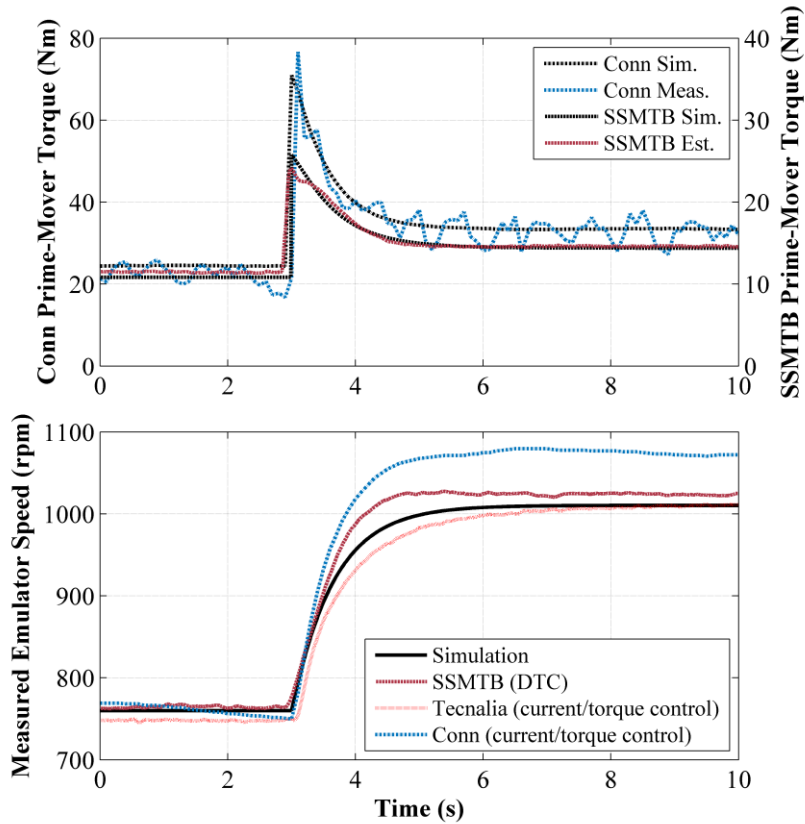 Conn Prime-Mover Torque (Nm)
80
60
40
20
0
40
30
20
10
0
SSMTB Prime-Mover Torque (Nm)
Conn Sim.
Conn Meas.
SSMTB Sim.
SSMTB Est.
0
2
4
6
8
10
Measured Emulator Speed (rpm)
1100
1000
900
800
700
Simulation
SSMTB (DTC)
Tecnalia (current/torque control)
Conn (current/torque control)
0
2
4
6
8
10
Time (s)